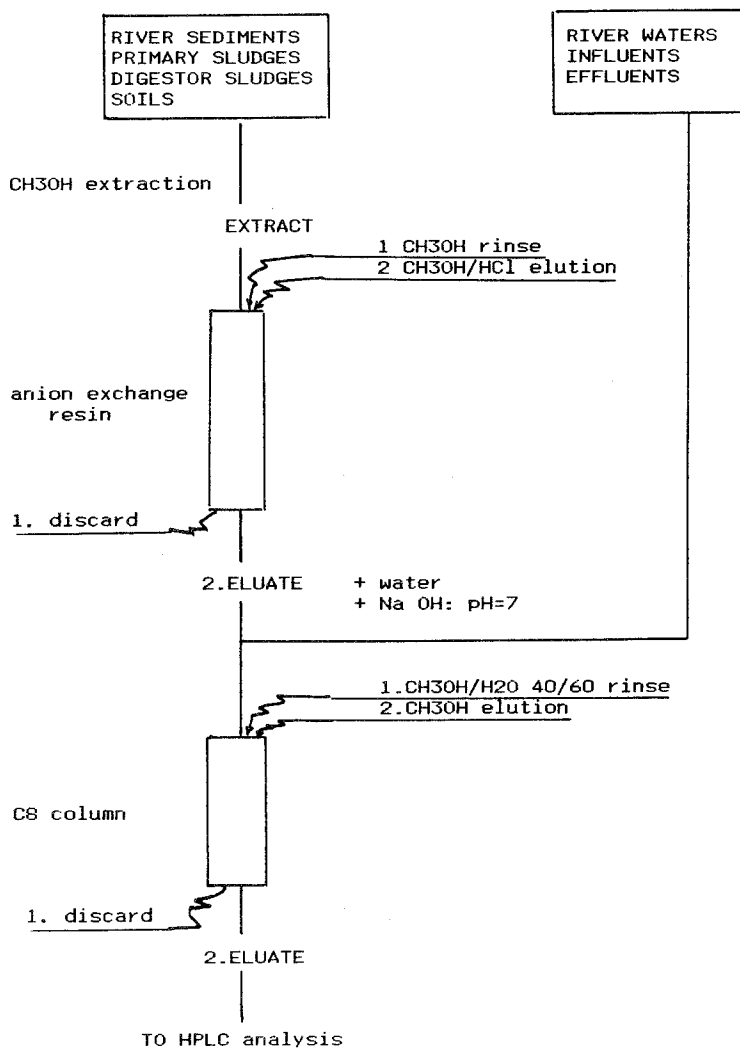 RIVER SEDIMENTS
PRIMARY SLUDGES
DIGESTOR SLUDGES
SOILS
RIVER WATERS
INFLUENTS
EFFLUENTS
CH3OH extraction
EXTRACT
1 CH3OH rinse
2 CH3OH/HCl elution
anion exchange
resin
1. discard
2.ELUATE
+ water
+ Na OH: pH=7
1.CH3OH/H2O 40/60 rinse
2.CH3OH elution
C8 column
1. discard
2.ELUATE
TO HPLC analysis